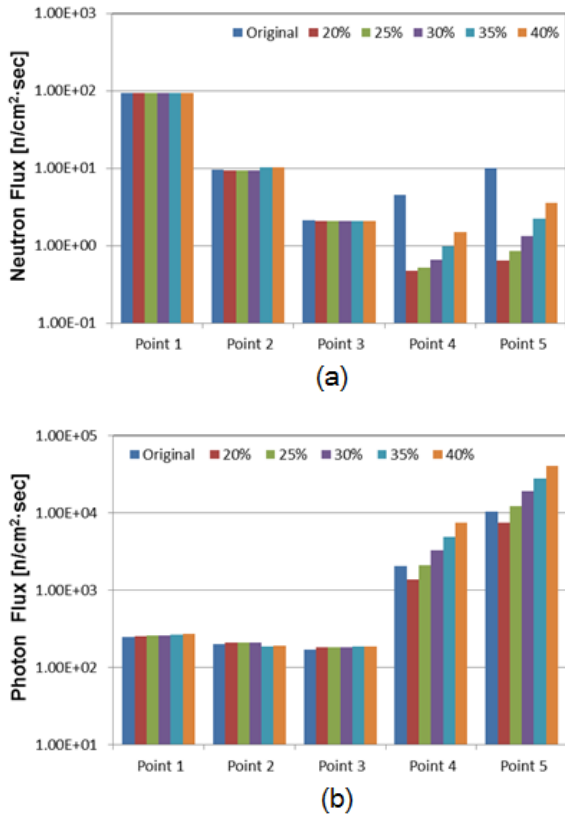 1.00E+03
Original 20% 25% 30% 35% 40%
1.00E+02
1.00E+01
1.00E+00
1.00E-01
Neutron Flux [n/cm²·sec]
Point 1 Point 2 Point 3 Point 4 Point 5
(a)
1.00E+05
Original 20% 25% 30% 35% 40%
1.00E+04
1.00E+03
1.00E+02
1.00E+01
Photon Flux [n/cm²·sec]
Point 1 Point 2 Point 3 Point 4 Point 5
(b)